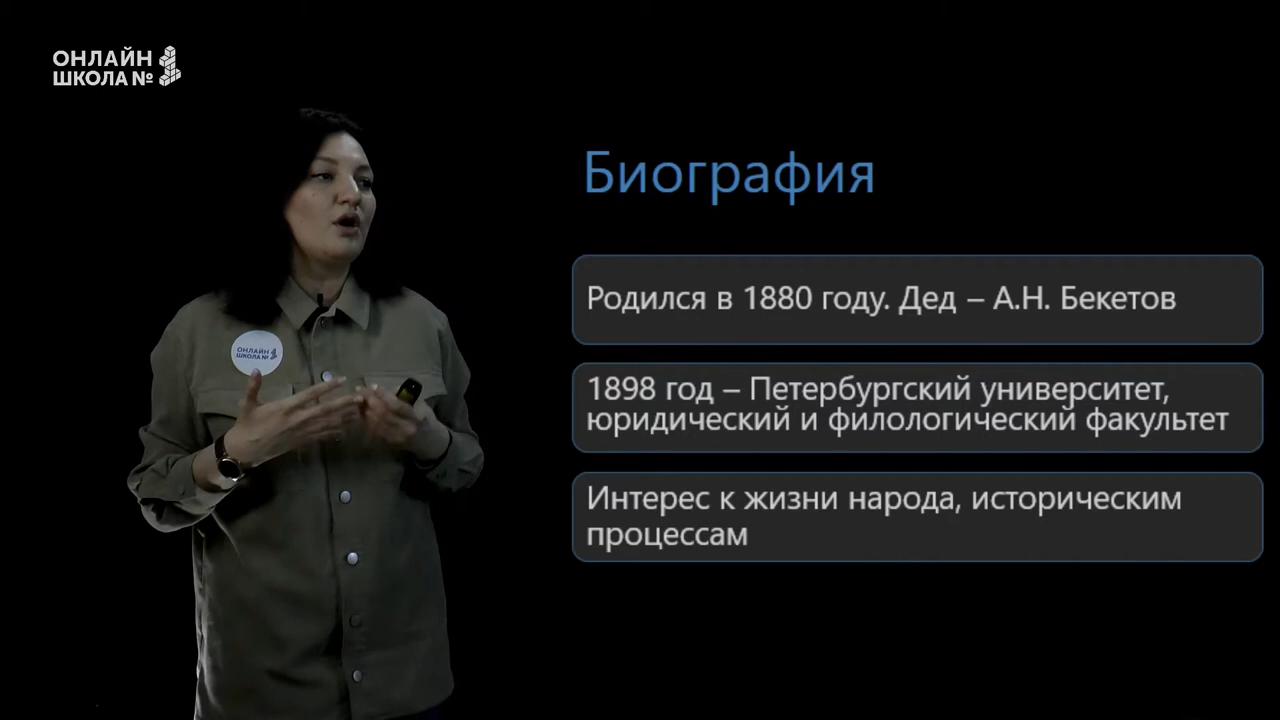 ОНЛАЙН
ШКОЛА №
Биография
Родился в 1880 году. Дед – А.Н. Бекетов
1898 год – Петербургский университет,
юридический и филологический факультет
Интерес к жизни народа, историческим
процессам
ОНЛАЙН
ШКОЛА №